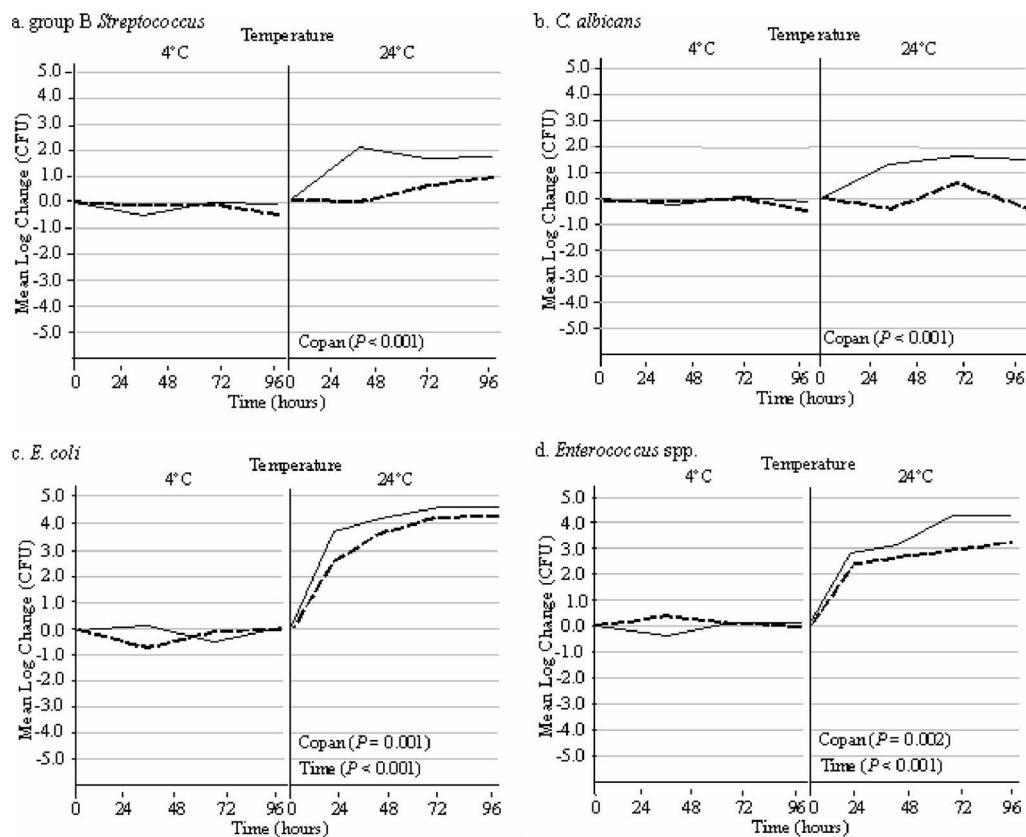 a. group B Streptococcus
Temperature
4°C 24°C
Mean Log Change (CFU)
5.0
4.0
3.0
2.0
1.0
0.0
-1.0
-2.0
-3.0
-4.0
-5.0
Copan (P < 0.001)
0 24 48 72 96 0 24 48 72 96
Time (hours)
b. C. albicans
Temperature
4°C 24°C
Mean Log Change (CFU)
5.0
4.0
3.0
2.0
1.0
0.0
-1.0
-2.0
-3.0
-4.0
-5.0
Copan (P < 0.001)
0 24 48 72 96 0 24 48 72 96
Time (hours)
c. E. coli
Temperature
4°C 24°C
Mean Log Change (CFU)
5.0
4.0
3.0
2.0
1.0
0.0
-1.0
-2.0
-3.0
-4.0
-5.0
Copan (P = 0.001)
Time (P < 0.001)
0 24 48 72 96 0 24 48 72 96
Time (hours)
d. Enterococcus spp.
Temperature
4°C 24°C
Mean Log Change (CFU)
5.0
4.0
3.0
2.0
1.0
0.0
-1.0
-2.0
-3.0
-4.0
-5.0
Copan (P = 0.002)
Time (P < 0.001)
0 24 48 72 96 0 24 48 72 96
Time (hours)